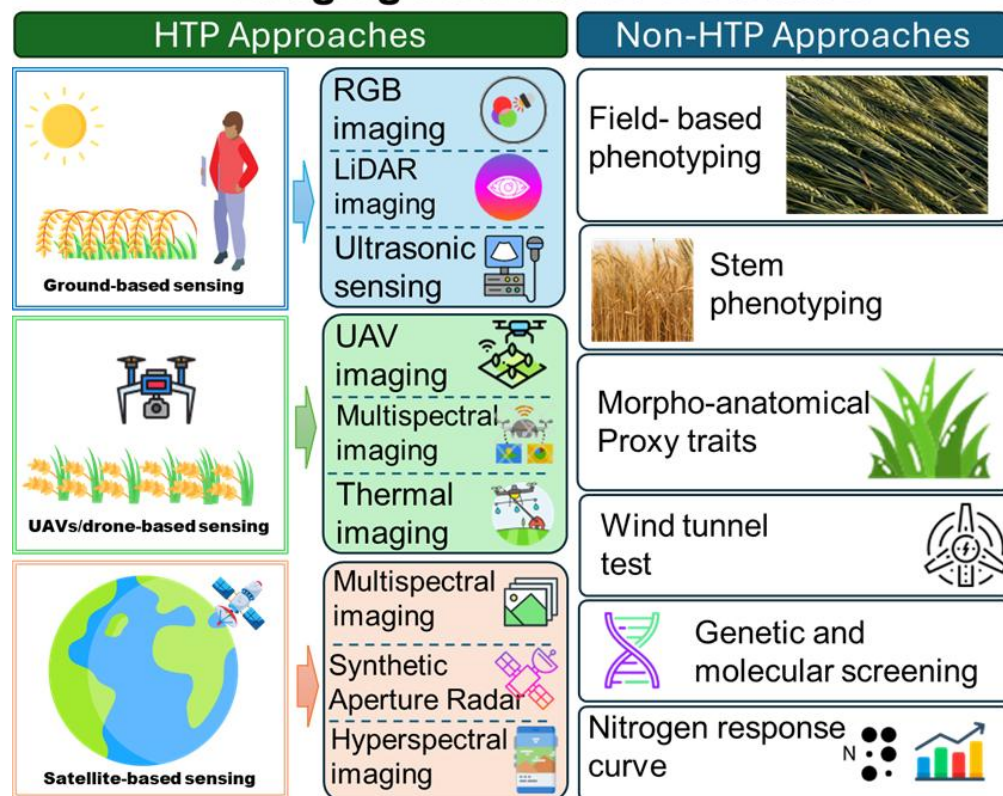 HTP Approaches
Non-HTP Approaches
Ground-based sensing
RGB
imaging
LiDAR
imaging
Ultrasonic
sensing
UAVs/drone-based sensing
UAV
imaging
Multispectral
imaging
Thermal
imaging
Satellite-based sensing
Multispectral
imaging
Synthetic
Aperture Radar
Hyperspectral
imaging
Field- based
phenotyping
Stem
phenotyping
Morpho-anatomical
Proxy traits
Wind tunnel
test
Genetic and
molecular screening
Nitrogen response
curve
N